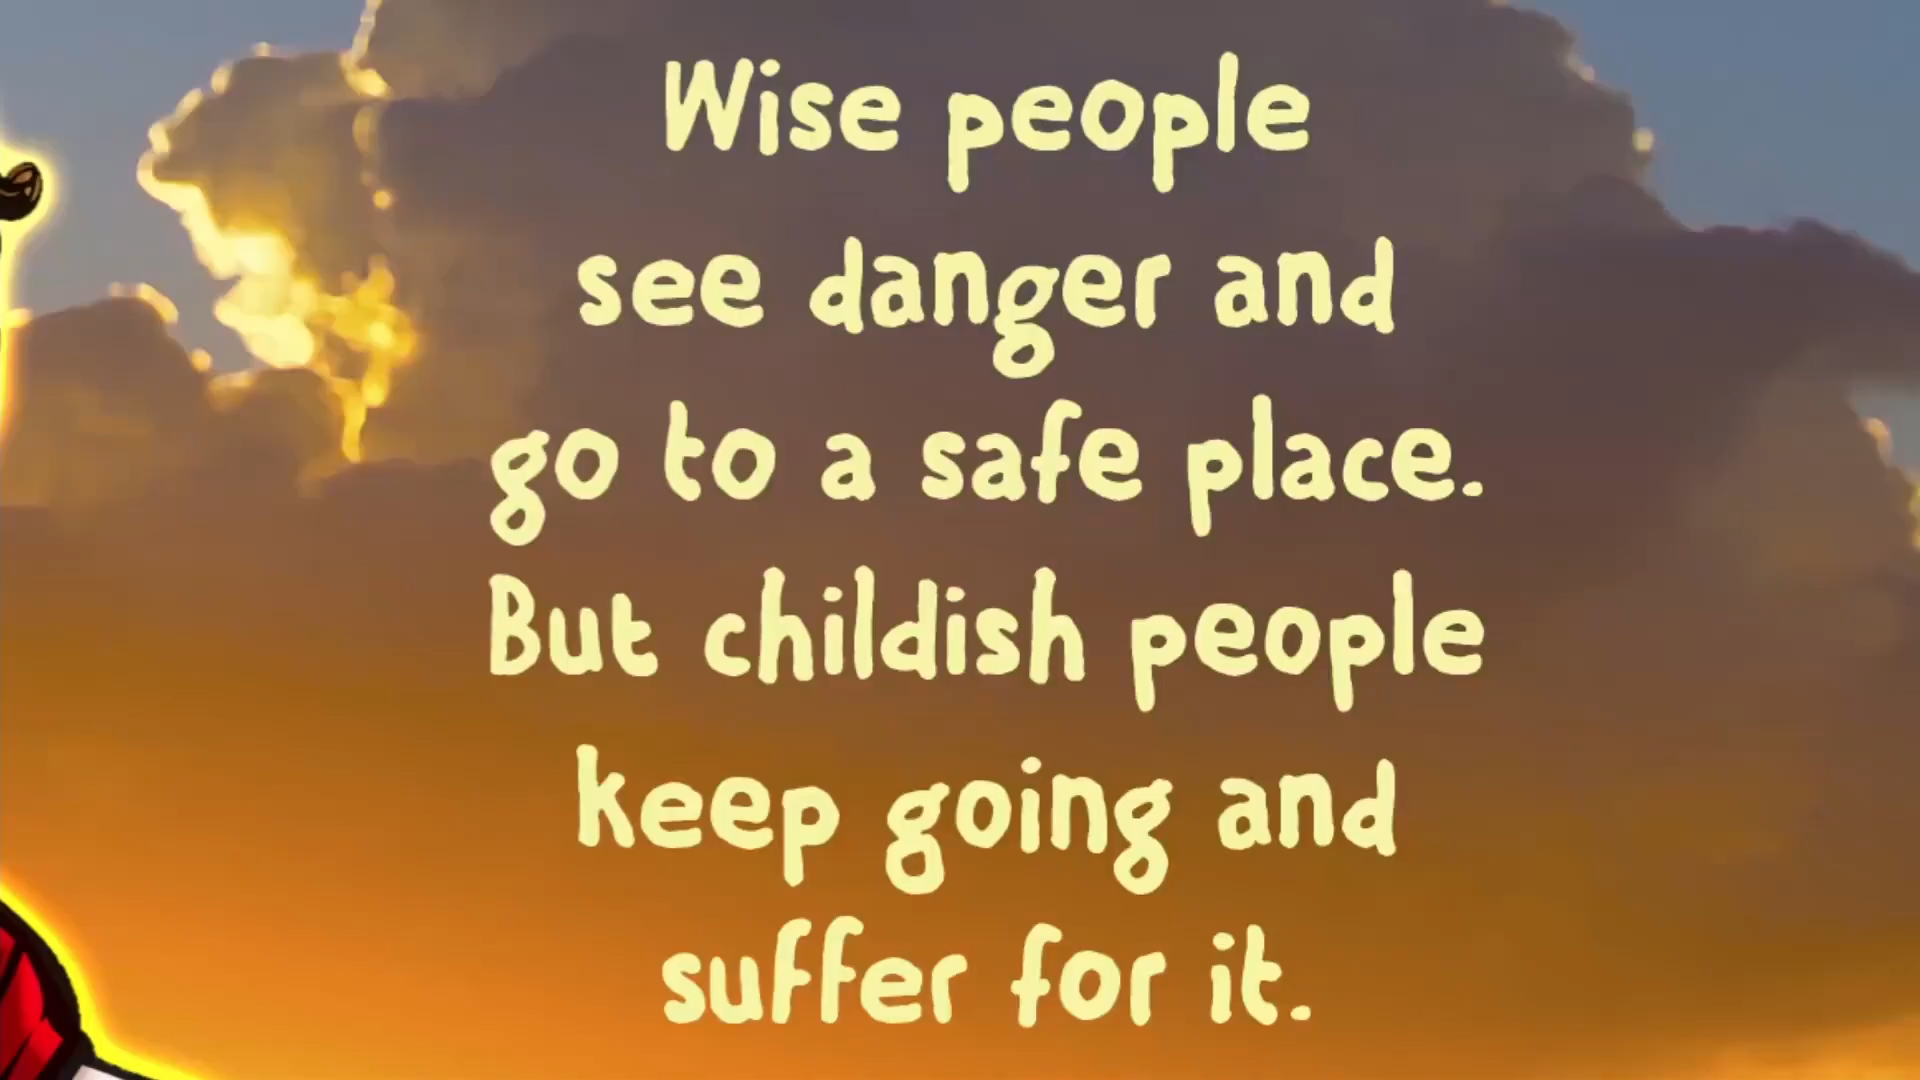 Wise people
see danger and
go to a safe place.
But childish people
keep going and
suffer for it.